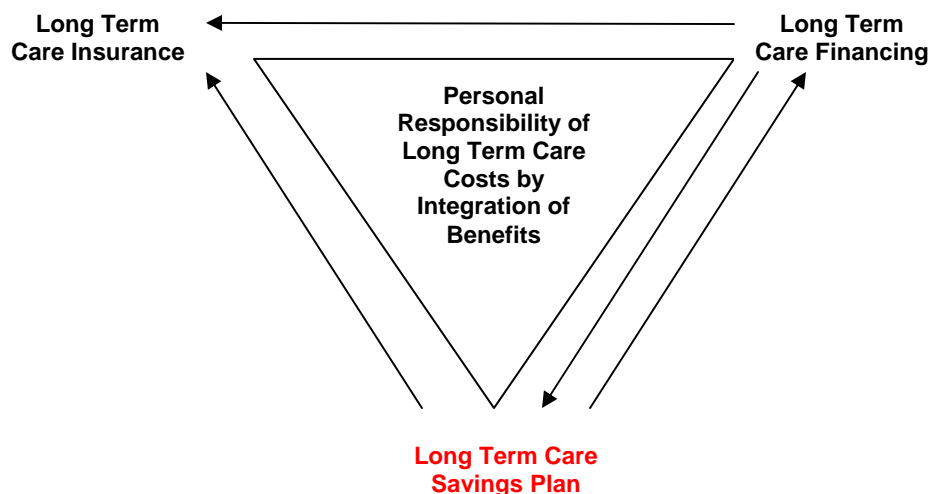 Long Term
Care Insurance
Long Term
Care Financing
Personal
Responsibility of
Long Term Care
Costs by
Integration of
Benefits
Long Term Care
Savings Plan